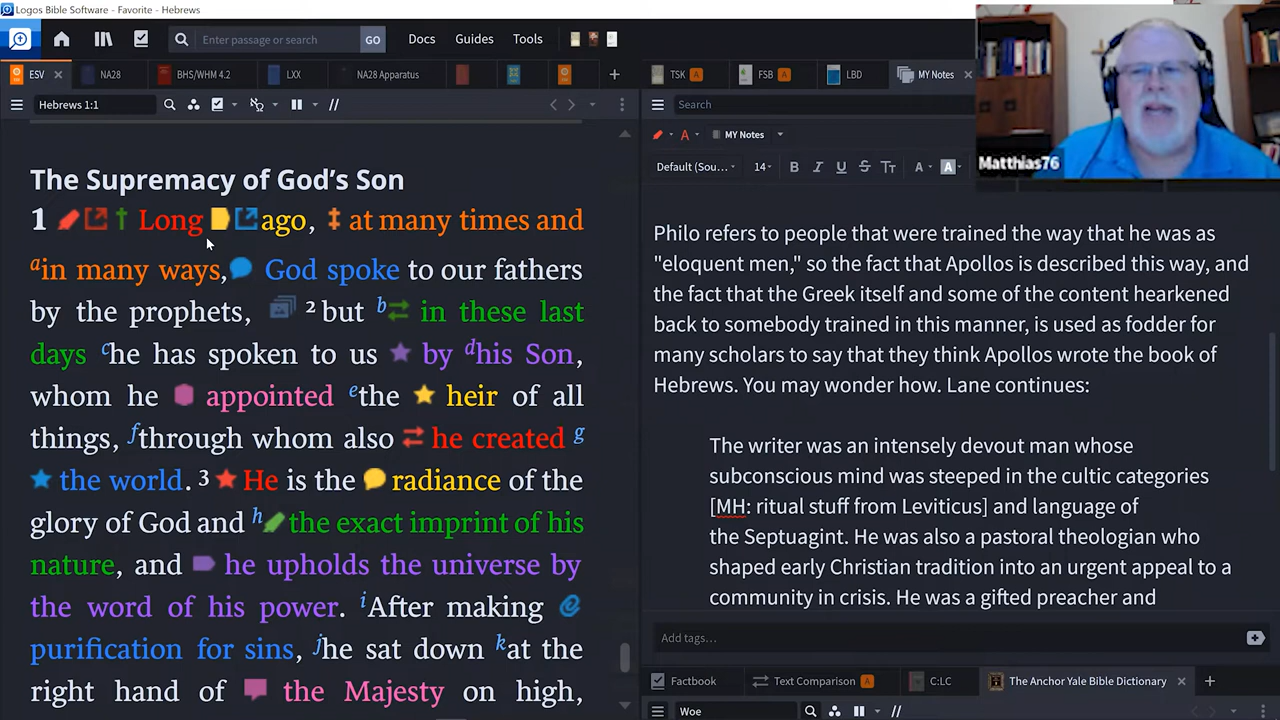 Logos Bible Software - Favorite - Hebrews
Enter passage or search
GO
Docs
Guides
Tools
ESV
NA28
BHS/WHM 4.2
LXX
NA28 Apparatus
Hebrews 1:1
The Supremacy of God's Son
1 † Long ago, ‡ at many times and
a in many ways, God spoke to our fathers
by the prophets, 2 but b in these last
days c he has spoken to us by d his Son,
whom he appointed e the heir of all
things, f through whom also he created g
the world. 3 He is the radiance of the
glory of God and h the exact imprint of his
nature, and he upholds the universe by
the word of his power. i After making
purification for sins, j he sat down k at the
right hand of the Majesty on high,
TSK A
FSB A
LBD
MY Notes
Search
A
MY Notes
Default (Sou...
14
B I U S Tт A A
Matthias76
Philo refers to people that were trained the way that he was as
"eloquent men," so the fact that Apollos is described this way, and
the fact that the Greek itself and some of the content hearkened
back to somebody trained in this manner, is used as fodder for
many scholars to say that they think Apollos wrote the book of
Hebrews. You may wonder how. Lane continues:
The writer was an intensely devout man whose
subconscious mind was steeped in the cultic categories
[MH: ritual stuff from Leviticus] and language of
the Septuagint. He was also a pastoral theologian who
shaped early Christian tradition into an urgent appeal to a
community in crisis. He was a gifted preacher and
Add tags...
Factbook
Text Comparison A
C:LC
The Anchor Yale Bible Dictionary
Woe